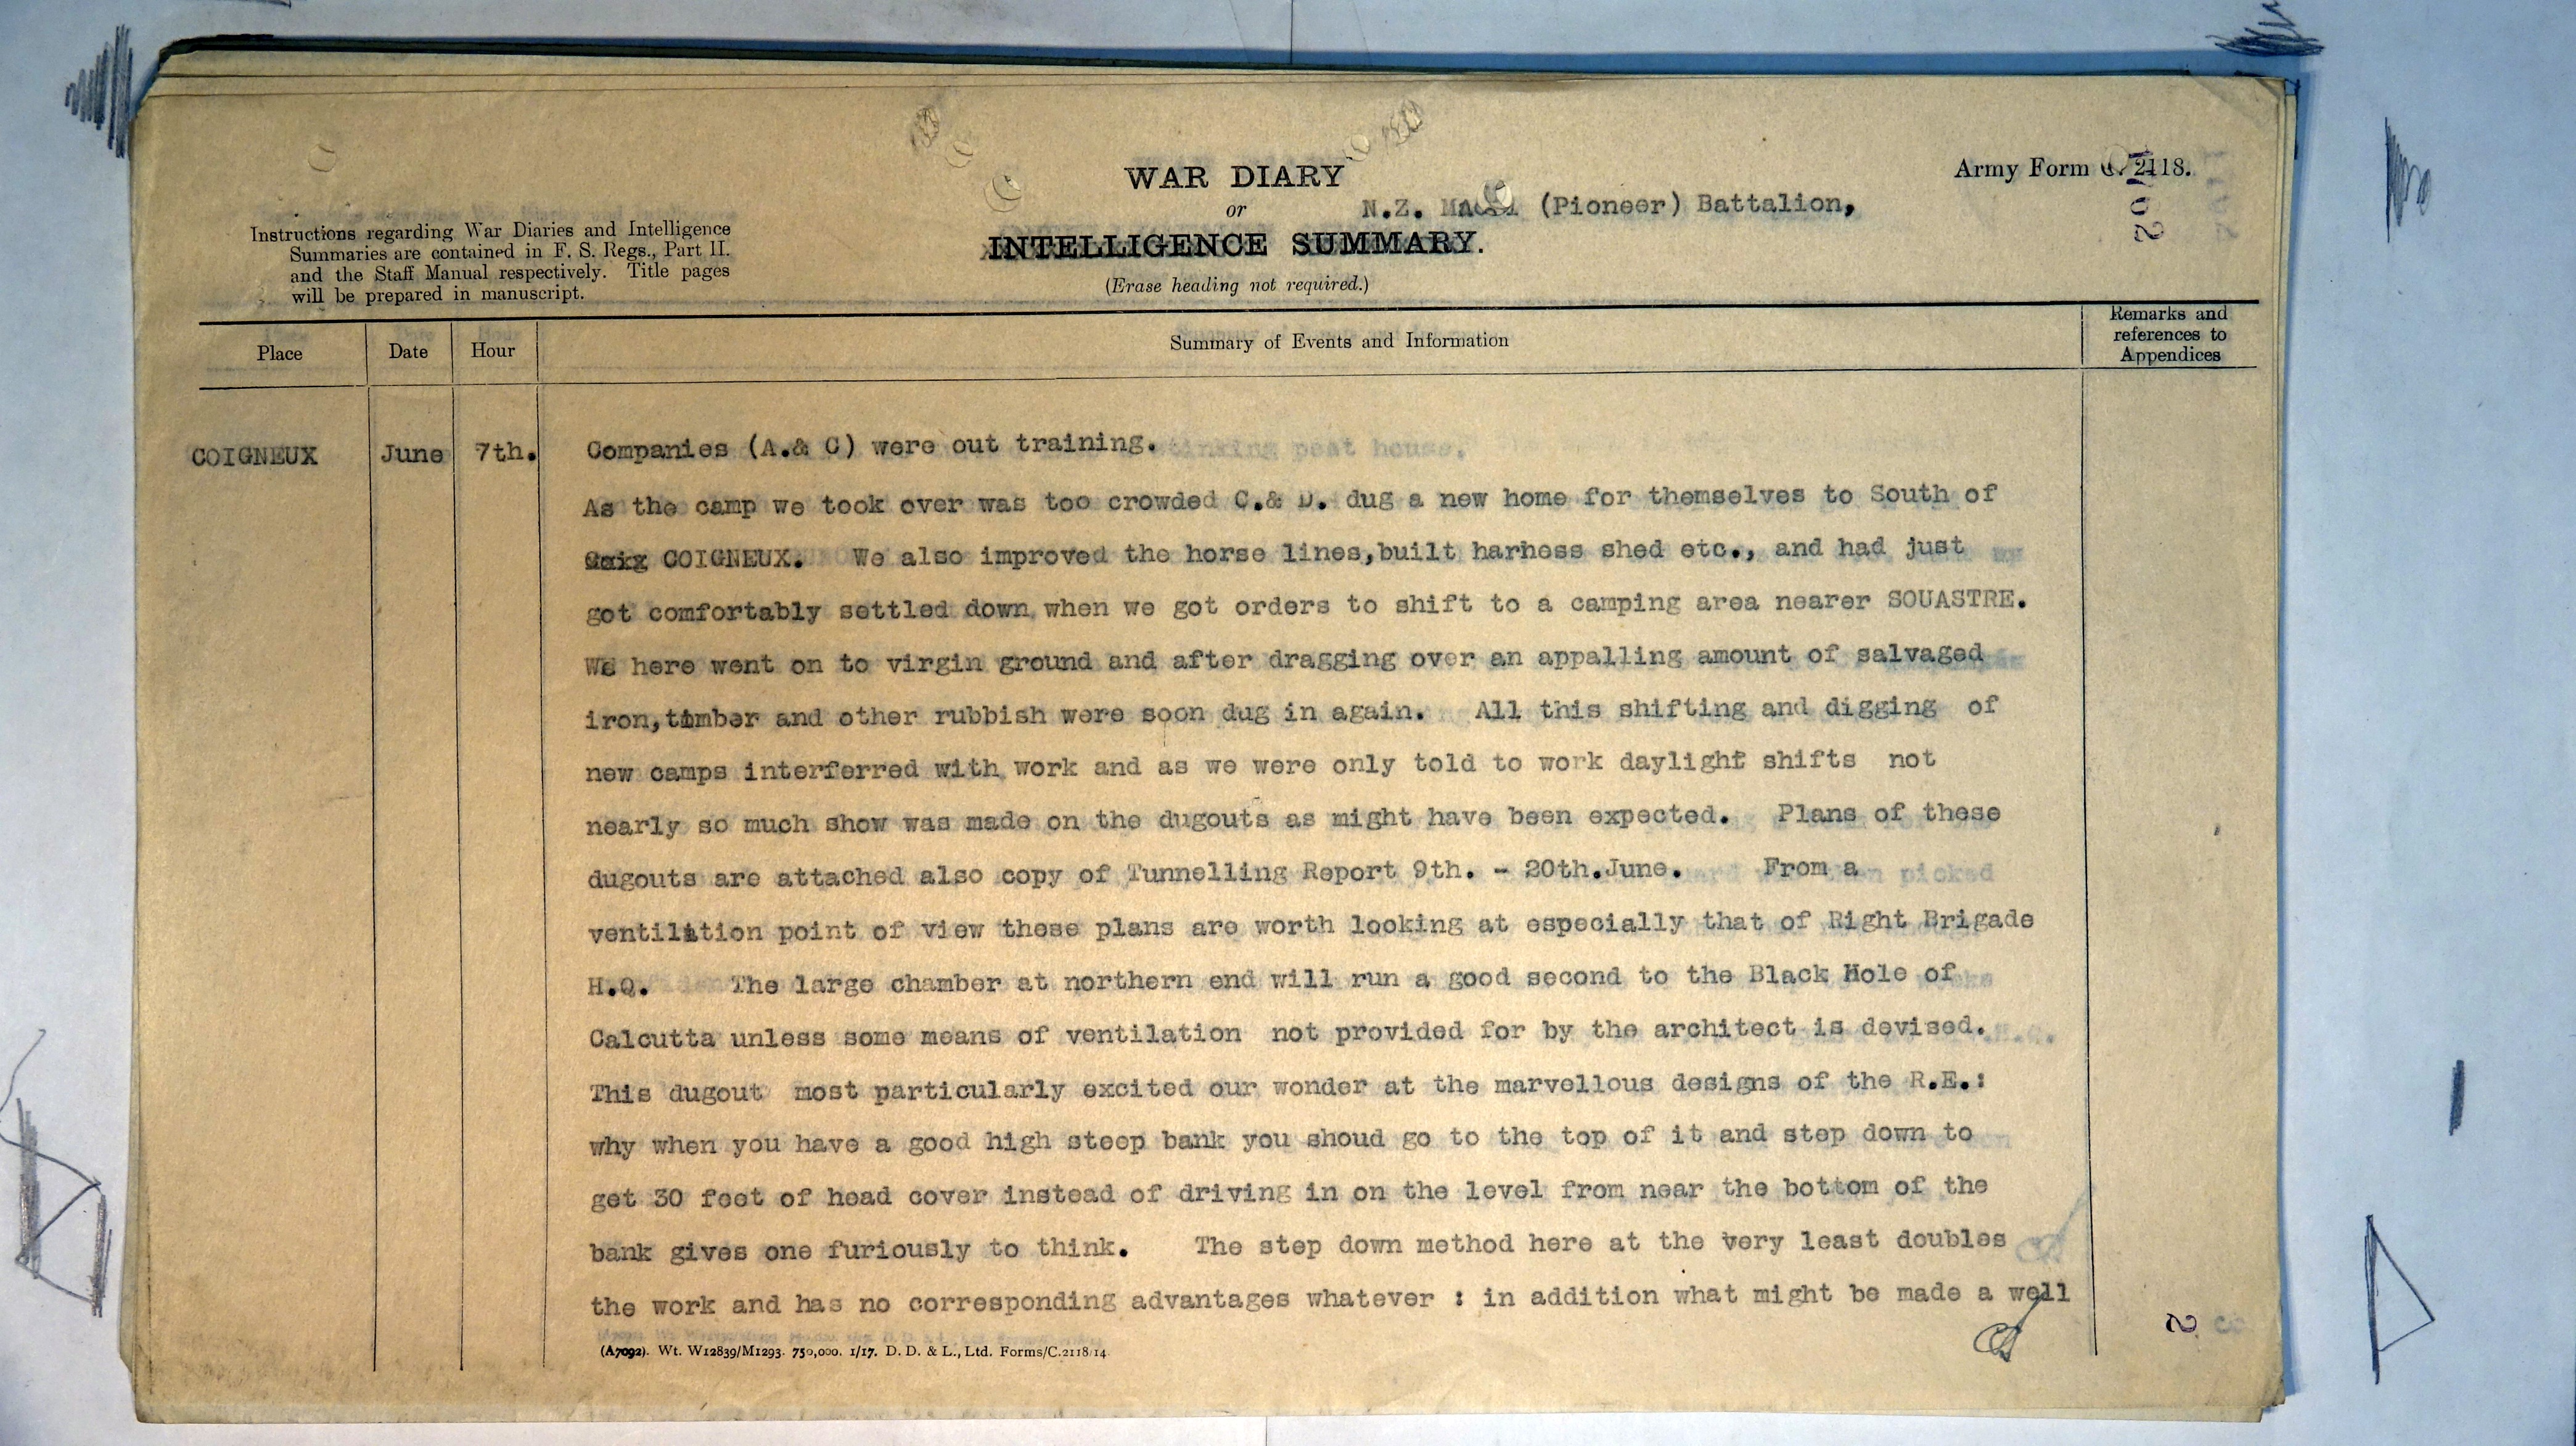 Army Form C. 2118.
WAR DIARY
or
INTELLIGENCE SUMMARY.
(Erase heading not required.)
N.Z. Maori (Pioneer) Battalion,
Instructions regarding War Diaries and Intelligence
Summaries are contained in F. S. Regs., Part II.
and the Staff Manual respectively. Title pages
will be prepared in manuscript.
Place
Date
Hour
Summary of Events and Information
Remarks and
references to
Appendices
COIGNEUX June 7th.
Companies (A.& C) were out training.
As the camp we took over was too crowded C.& D. dug a new home for themselves to South of
COIGNEUX. We also improved the horse lines,built harness shed etc., and had just
got comfortably settled down when we got orders to shift to a camping area nearer SOUASTRE.
We here went on to virgin ground and after dragging over an appalling amount of salvaged
iron,timber and other rubbish were soon dug in again. All this shifting and digging of
new camps interferred with work and as we were only told to work daylight shifts not
nearly so much show was made on the dugouts as might have been expected. Plans of these
dugouts are attached also copy of Tunnelling Report 9th. - 20th.June. From a
ventilation point of view these plans are worth looking at especially that of Right Brigade
H.Q. The large chamber at northern end will run a good second to the Black Hole of
Calcutta unless some means of ventilation not provided for by the architect is devised.
This dugout most particularly excited our wonder at the marvellous designs of the R.E.:
why when you have a good high steep bank you shoud go to the top of it and step down to
get 30 feet of head cover instead of driving in on the level from near the bottom of the
bank gives one furiously to think. The step down method here at the very least doubles
the work and has no corresponding advantages whatever : in addition what might be made a well
(A7092). Wt. W12839/M1293. 750,000. 1/17. D. D. & L., Ltd. Forms/C.2118/14
2